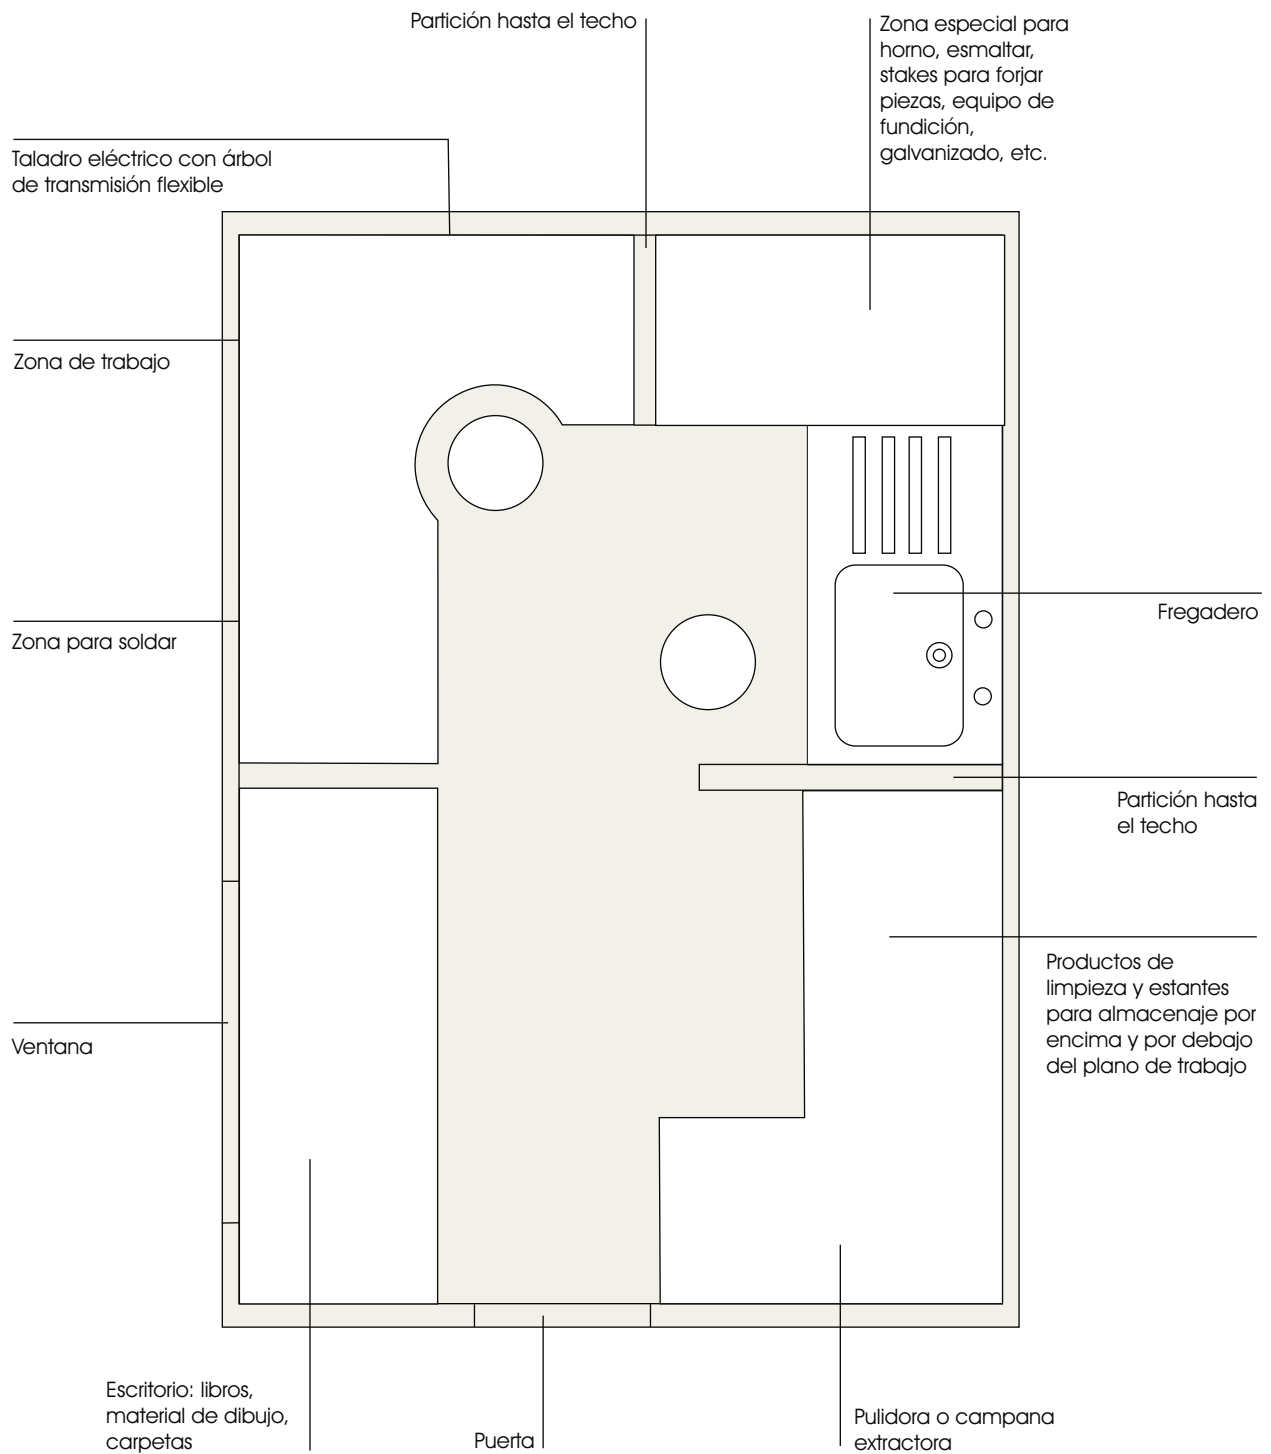 Partición hasta el techo
Zona especial para
horno, esmaltar,
stakes para forjar
piezas, equipo de
fundición,
galvanizado, etc.
Taladro eléctrico con árbol
de transmisión flexible
Zona de trabajo
Zona para soldar
Fregadero
Partición hasta
el techo
Productos de
limpieza y estantes
para almacenaje por
encima y por debajo
del plano de trabajo
Ventana
Escritorio: libros,
material de dibujo,
carpetas
Puerta
Pulidora o campana
extractora